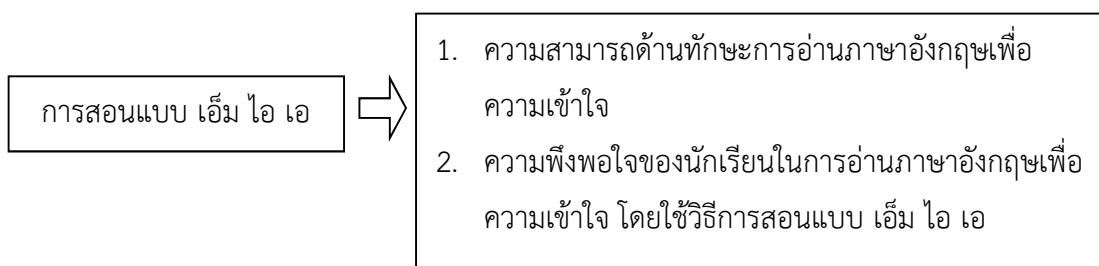 การสอนแบบ เอ็ม ไอ เอ
1. ความสามารถด้านทักษะการอ่านภาษาอังกฤษเพื่อ
ความเข้าใจ
2. ความพึงพอใจของนักเรียนในการอ่านภาษาอังกฤษเพื่อ
ความเข้าใจ โดยใช้วิธีการสอนแบบ เอ็ม ไอ เอ